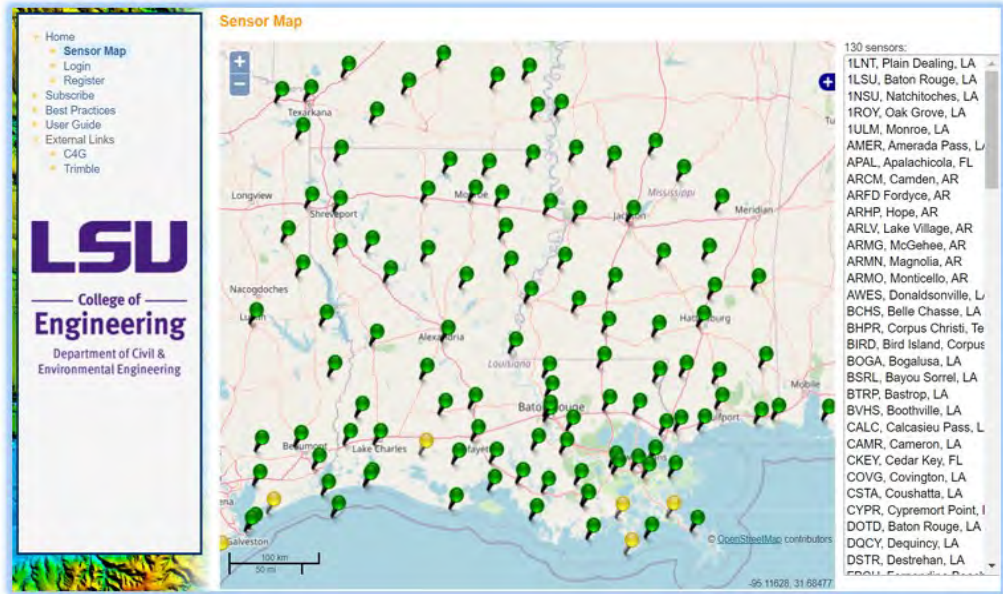 Home
Sensor Map
Login
Register
Subscribe
Best Practices
User Guide
External Links
C4G
Trimble
LSU
College of
Engineering
Department of Civil &
Environmental Engineering
Sensor Map
+
−
Texarkana
Longview
Shreveport
Monroe
Mississippi
Jackson
Meridian
Nacogdoches
Lufkin
Alexandria
Hattiesburg
Louisiana
Baton Rouge
Mobile
Gulfport
Beaumont
Lake Charles
Lafayette
Galveston
100 km
50 mi
+
© OpenStreetMap contributors
-95.11628, 31.68477
130 sensors:
1LNT, Plain Dealing, LA
1LSU, Baton Rouge, LA
1NSU, Natchitoches, LA
1ROY, Oak Grove, LA
1ULM, Monroe, LA
AMER, Amerada Pass, LA
APAL, Apalachicola, FL
ARCM, Camden, AR
ARFD Fordyce, AR
ARHP, Hope, AR
ARLV, Lake Village, AR
ARMG, McGehee, AR
ARMN, Magnolia, AR
ARMO, Monticello, AR
AWES, Donaldsonville, LA
BCHS, Belle Chasse, LA
BHPR, Corpus Christi, Te
BIRD, Bird Island, Corpus
BOGA, Bogalusa, LA
BSRL, Bayou Sorrel, LA
BTRP, Bastrop, LA
BVHS, Boothville, LA
CALC, Calcasieu Pass, L
CAMR, Cameron, LA
CKEY, Cedar Key, FL
COVG, Covington, LA
CSTA, Coushatta, LA
CYPR, Cypremort Point, 
DOTD, Baton Rouge, LA
DQCY, Dequincy, LA
DSTR, Destrehan, LA